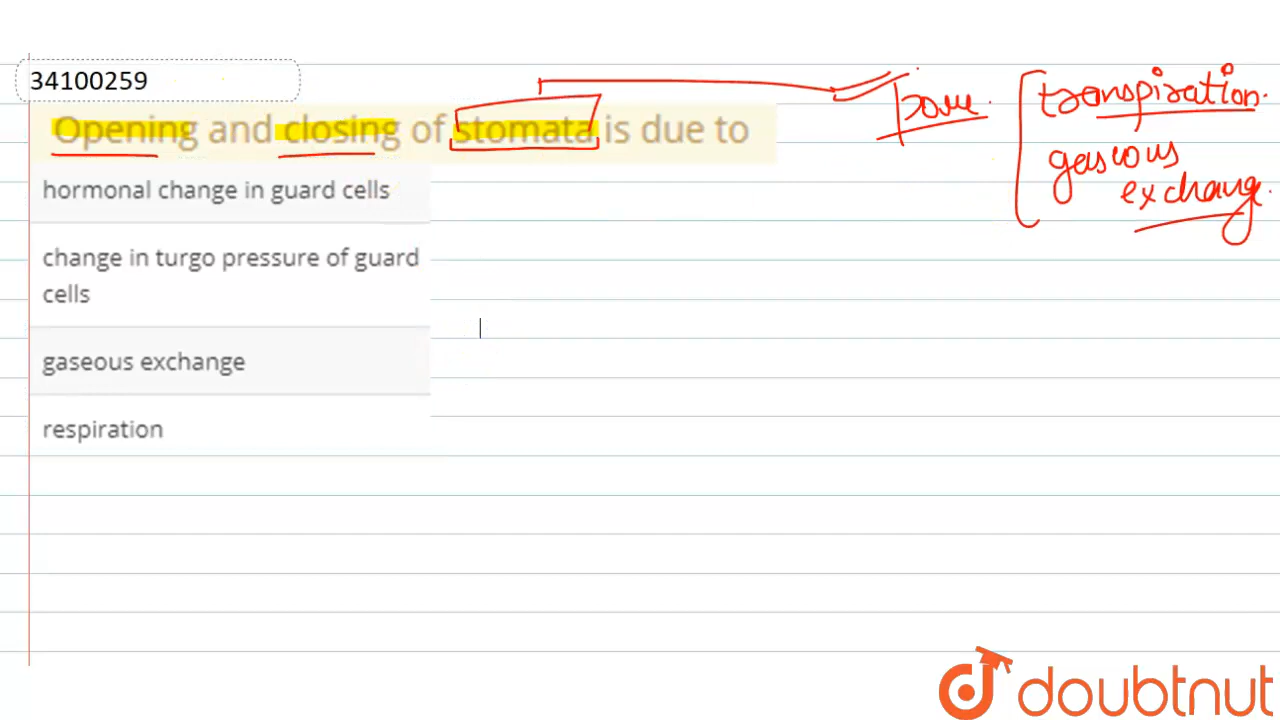 34100259
Opening and closing of stomata is due to
hormonal change in guard cells
change in turgo pressure of guard
cells
gaseous exchange
respiration
pore.
transpiration.
gaseous
exchange.
doubtnut